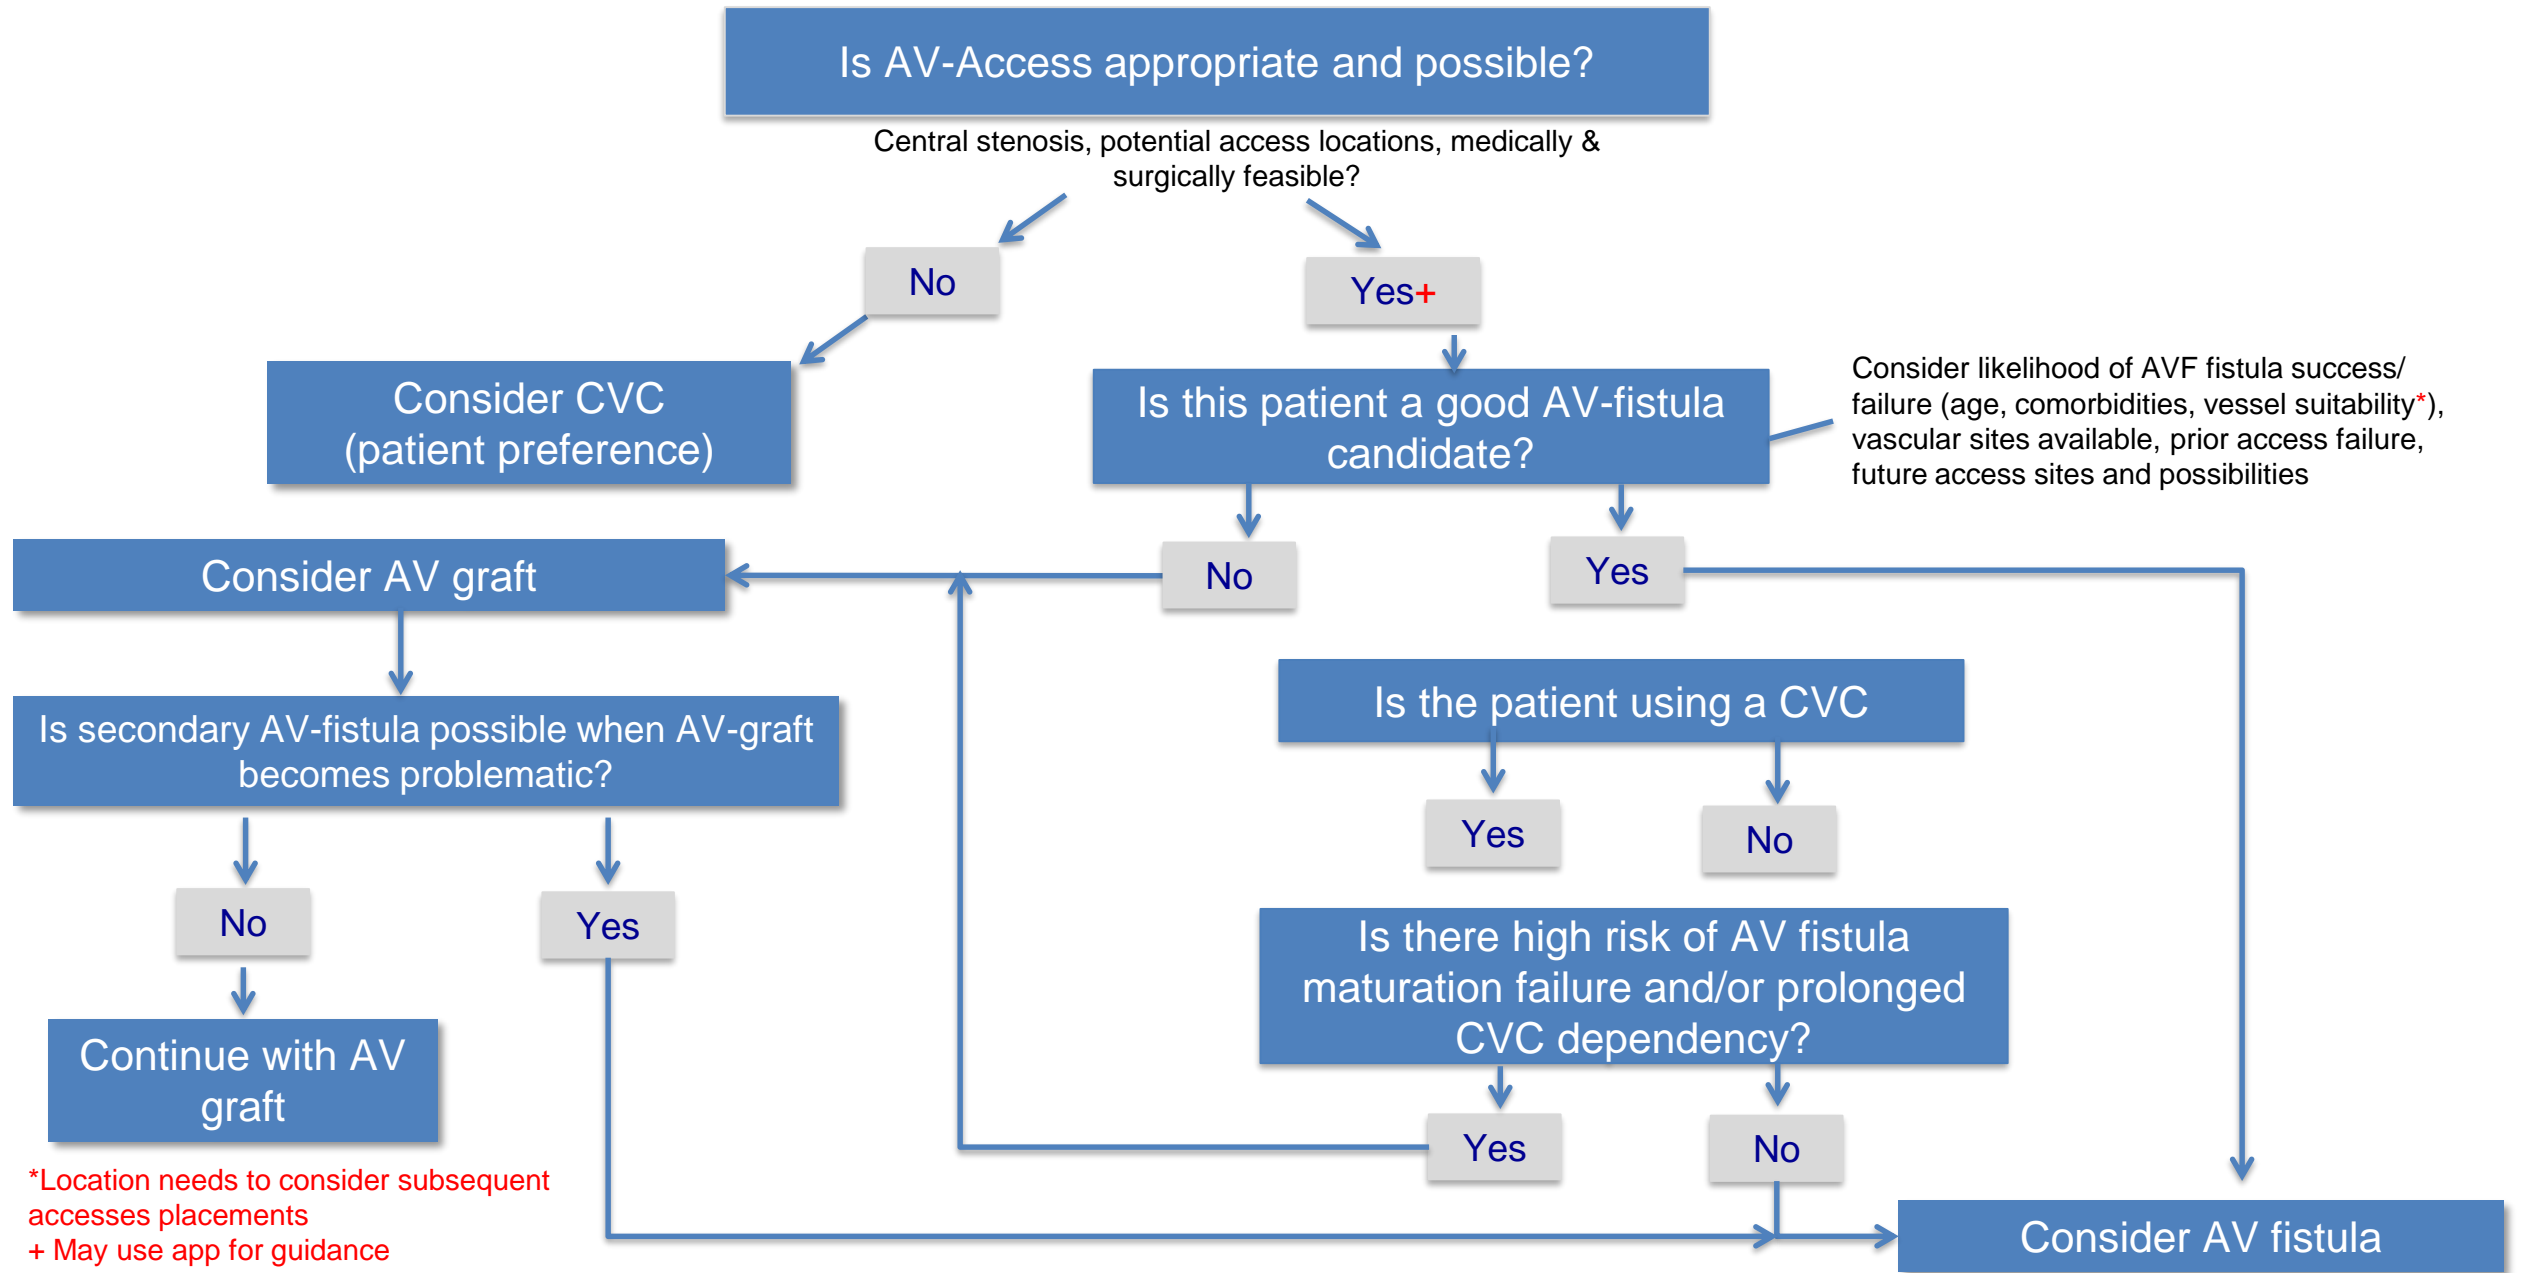 Is AV-Access appropriate and possible?
Central stenosis, potential access locations, medically &
surgically feasible?
No
Yes+
Consider CVC
(patient preference)
Is this patient a good AV-fistula
candidate?
Consider likelihood of AVF fistula success/
failure (age, comorbidities, vessel suitability*),
vascular sites available, prior access failure,
future access sites and possibilities
Consider AV graft
No
Yes
Is the patient using a CVC
Is secondary AV-fistula possible when AV-graft
becomes problematic?
Yes
No
No
Yes
Is there high risk of AV fistula
maturation failure and/or prolonged
CVC dependency?
Continue with AV
graft
Yes
No
*Location needs to consider subsequent
accesses placements
+ May use app for guidance
Consider AV fistula